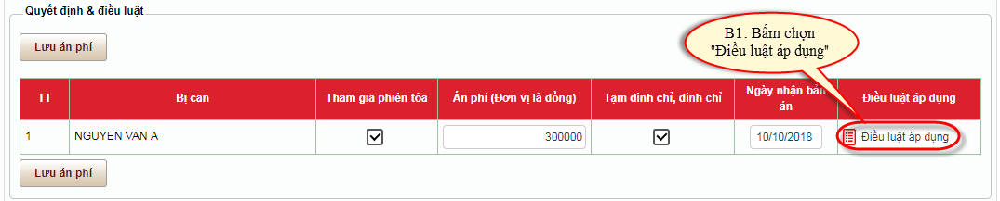 Quyết định & điều luật
Lưu án phí
B1: Bấm chọn
"Điều luật áp dụng"
TT
Bị can
Tham gia phiên tòa
Án phí (Đơn vị là đồng)
Tạm đình chỉ, đình chỉ
Ngày nhận bản
án
Điều luật áp dụng
1
NGUYEN VAN A
300000
10/10/2018
Điều luật áp dụng
Lưu án phí